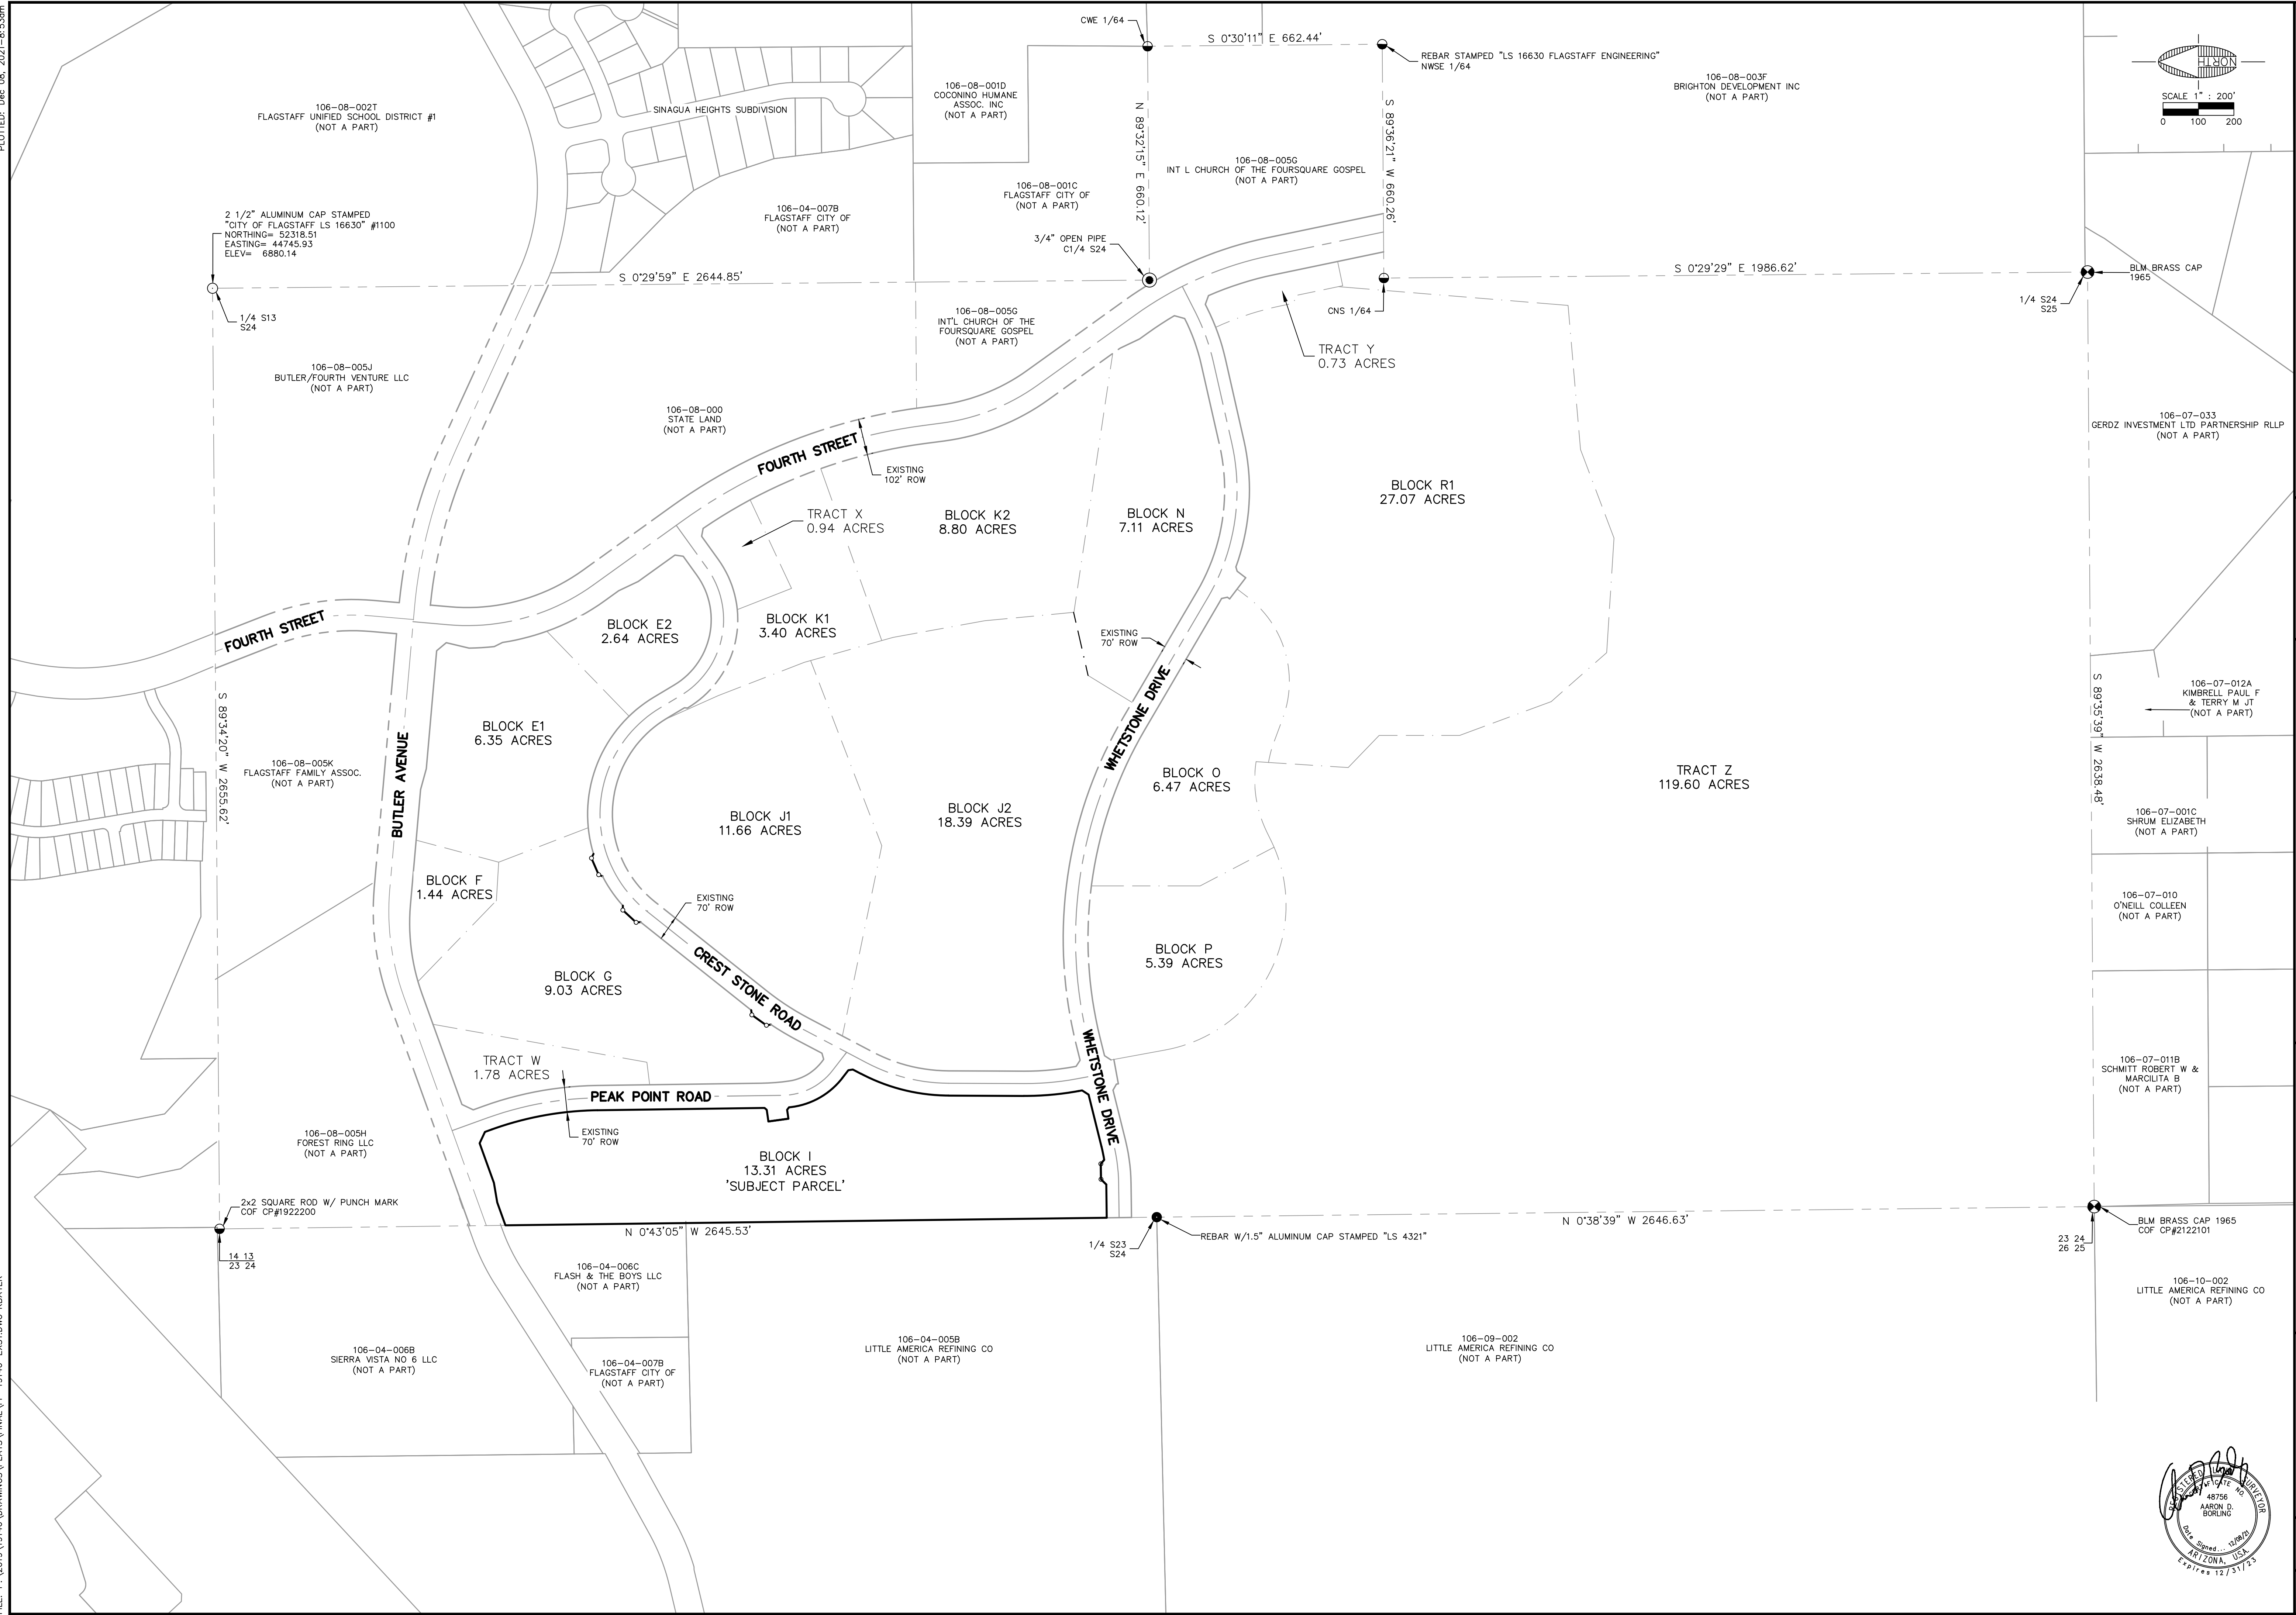 PLOTTED: Dec 08, 2021-8:53am
CWE 1/64
S 0°30'11" E 662.44'
REBAR STAMPED "LS 16630 FLAGSTAFF ENGINEERING"
NWSE 1/64
NORTH
SCALE 1" : 200'
0 100 200
106-08-002T
FLAGSTAFF UNIFIED SCHOOL DISTRICT #1
(NOT A PART)
SINAGUA HEIGHTS SUBDIVISION
106-08-001D
COCONINO HUMANE
ASSOC. INC
(NOT A PART)
106-08-003F
BRIGHTON DEVELOPMENT INC
(NOT A PART)
N 89°32'15" E 660.12'
S 89°36'21" W 660.26'
106-08-005G
INT L CHURCH OF THE FOURSQUARE GOSPEL
(NOT A PART)
106-08-001C
FLAGSTAFF CITY OF
(NOT A PART)
106-04-007B
FLAGSTAFF CITY OF
(NOT A PART)
2 1/2" ALUMINUM CAP STAMPED
"CITY OF FLAGSTAFF LS 16630" #1100
NORTHING= 52318.51
EASTING= 44745.93
ELEV= 6880.14
3/4" OPEN PIPE
C1/4 S24
S 0°29'59" E 2644.85'
S 0°29'29" E 1986.62'
BLM BRASS CAP
1965
1/4 S24
S25
1/4 S13
S24
CNS 1/64
106-08-005G
INT'L CHURCH OF THE
FOURSQUARE GOSPEL
(NOT A PART)
TRACT Y
0.73 ACRES
106-08-005J
BUTLER/FOURTH VENTURE LLC
(NOT A PART)
106-08-000
STATE LAND
(NOT A PART)
106-07-033
GERDZ INVESTMENT LTD PARTNERSHIP RLLP
(NOT A PART)
FOURTH STREET
EXISTING
102' ROW
BLOCK R1
27.07 ACRES
TRACT X
0.94 ACRES
BLOCK K2
8.80 ACRES
BLOCK N
7.11 ACRES
FOURTH STREET
BLOCK E2
2.64 ACRES
BLOCK K1
3.40 ACRES
EXISTING
70' ROW
WHETSTONE DRIVE
S 89°34'20" W 2655.62'
S 89°35'39" W 2638.48'
106-07-012A
KIMBRELL PAUL F
& TERRY M JT
(NOT A PART)
BLOCK E1
6.35 ACRES
BUTLER AVENUE
106-08-005K
FLAGSTAFF FAMILY ASSOC.
(NOT A PART)
BLOCK O
6.47 ACRES
TRACT Z
119.60 ACRES
BLOCK J1
11.66 ACRES
BLOCK J2
18.39 ACRES
106-07-001C
SHRUM ELIZABETH
(NOT A PART)
BLOCK F
1.44 ACRES
EXISTING
70' ROW
106-07-010
O'NEILL COLLEEN
(NOT A PART)
BLOCK P
5.39 ACRES
BLOCK G
9.03 ACRES
CREST STONE ROAD
TRACT W
1.78 ACRES
WHETSTONE DRIVE
106-07-011B
SCHMITT ROBERT W &
MARCILITA B
(NOT A PART)
PEAK POINT ROAD
EXISTING
70' ROW
106-08-005H
FOREST RING LLC
(NOT A PART)
BLOCK I
13.31 ACRES
'SUBJECT PARCEL'
2x2 SQUARE ROD W/ PUNCH MARK
COF CP#1922200
N 0°43'05" W 2645.53'
1/4 S23
S24
REBAR W/1.5" ALUMINUM CAP STAMPED "LS 4321"
N 0°38'39" W 2646.63'
BLM BRASS CAP 1965
COF CP#2122101
23 24
26 25
14 13
23 24
106-04-006C
FLASH & THE BOYS LLC
(NOT A PART)
106-10-002
LITTLE AMERICA REFINING CO
(NOT A PART)
106-04-006B
SIERRA VISTA NO 6 LLC
(NOT A PART)
106-04-007B
FLAGSTAFF CITY OF
(NOT A PART)
106-04-005B
LITTLE AMERICA REFINING CO
(NOT A PART)
106-09-002
LITTLE AMERICA REFINING CO
(NOT A PART)
REGISTERED LAND SURVEYOR
CERTIFICATE NO.
48756
AARON D.
BORLING
Date Signed... 12/08/21
ARIZONA, U.S.A.
Expires 12/31/23